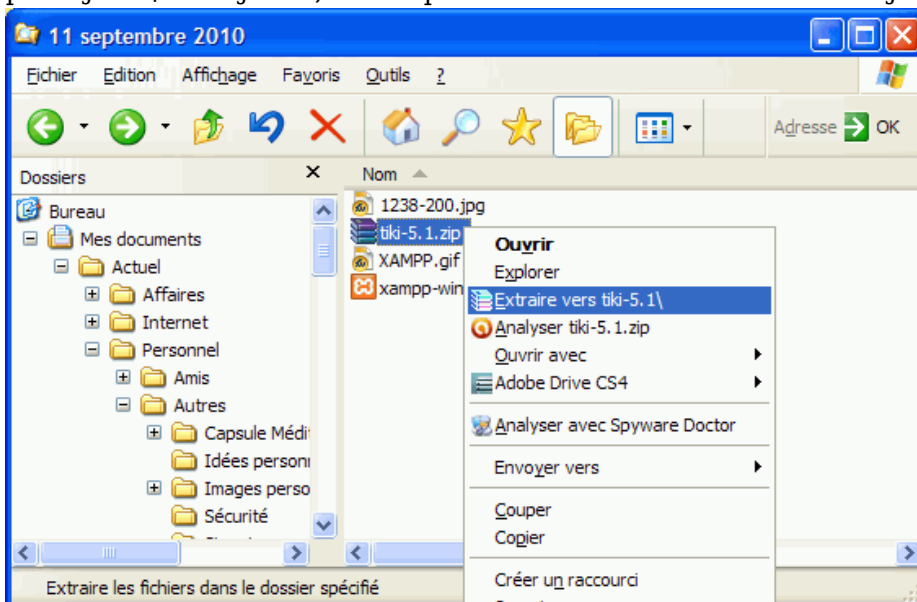 11 septembre 2010
Fichier Edition Affichage Favoris Outils ?
Adresse OK
Dossiers
Nom
Bureau
Mes documents
Actuel
Affaires
Internet
Personnel
Amis
Autres
Capsule Médi
Idées personn
Images perso
Sécurité
1238-200.jpg
tiki-5.1.zip
XAMPP.gif
xampp-win
Ouvrir
Explorer
Extraire vers tiki-5.1\
Analyser tiki-5.1.zip
Ouvrir avec
Adobe Drive CS4
Analyser avec Spyware Doctor
Envoyer vers
Couper
Copier
Créer un raccourci
Extraire les fichiers dans le dossier spécifié